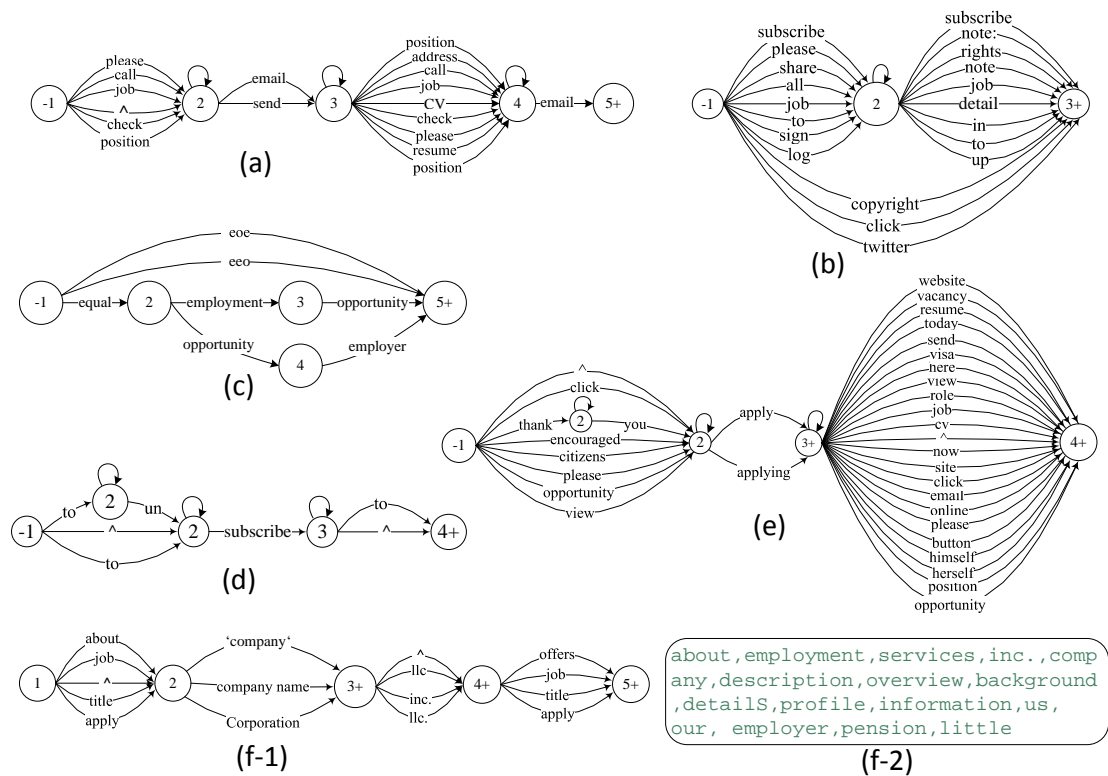 please
call
job
^
check
position
-1
2
email
send
3
position
address
call
job
CV
check
please
resume
position
4
email
5+
(a)
subscribe
please
share
all
job
to
sign
log
-1
2
subscribe
note:
rights
note
job
detail
in
to
up
3+
copyright
click
twitter
(b)
eoe
eeo
-1
equal
2
employment
3
opportunity
5+
opportunity
4
employer
(c)
to
2
un
-1
^
2
subscribe
3
to
^
4+
to
(d)
^
click
thank
2
you
-1
encouraged
2
citizens
please
opportunity
view
apply
applying
3+
website
vacancy
resume
today
send
visa
here
view
role
job
cv
^
now
site
click
email
online
please
button
himself
herself
position
opportunity
4+
(e)
about
job
^
title
apply
1
2
'company'
company name
Corporation
3+
^
llc
inc.
llc.
4+
offers
job
title
apply
5+
(f-1)
about,employment,services,inc.,comp
any,description,overview,background
,detailS,profile,information,us,
our, employer,pension,little
(f-2)